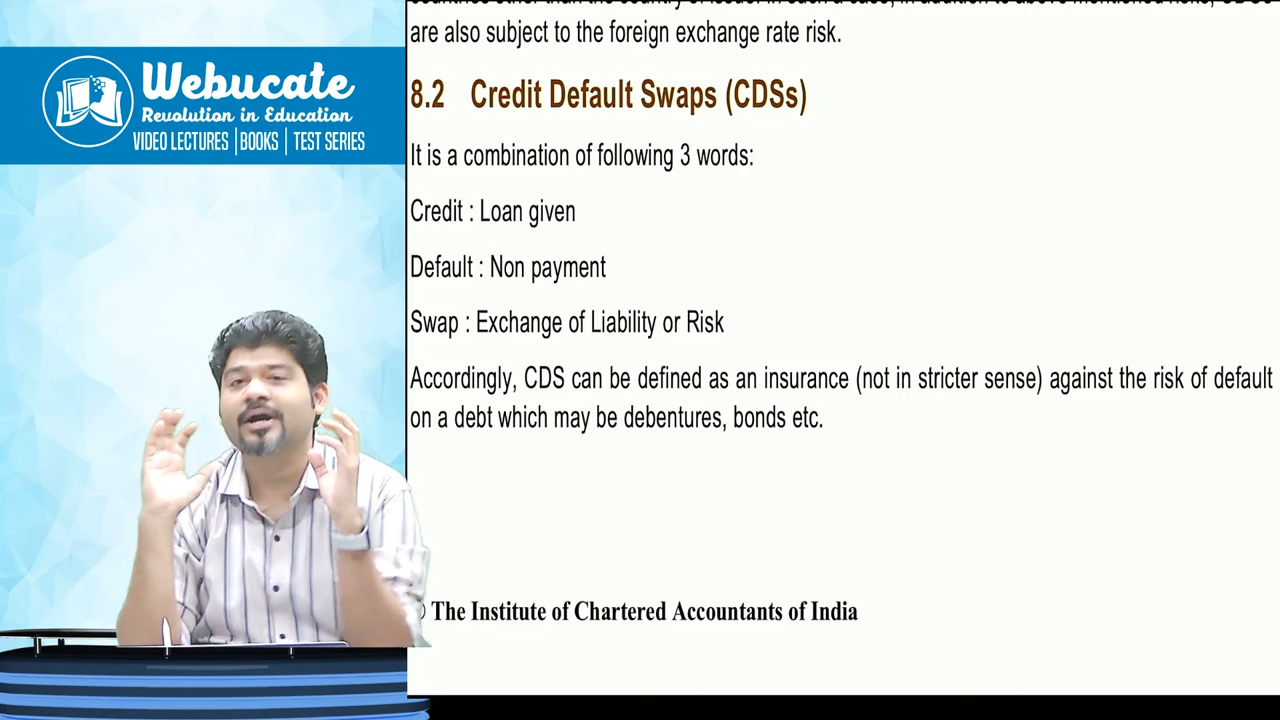 Webucate
Revolution in Education
VIDEO LECTURES | BOOKS | TEST SERIES
are also subject to the foreign exchange rate risk.
8.2 Credit Default Swaps (CDSs)
It is a combination of following 3 words:
Credit : Loan given
Default : Non payment
Swap : Exchange of Liability or Risk
Accordingly, CDS can be defined as an insurance (not in stricter sense) against the risk of default
on a debt which may be debentures, bonds etc.
The Institute of Chartered Accountants of India